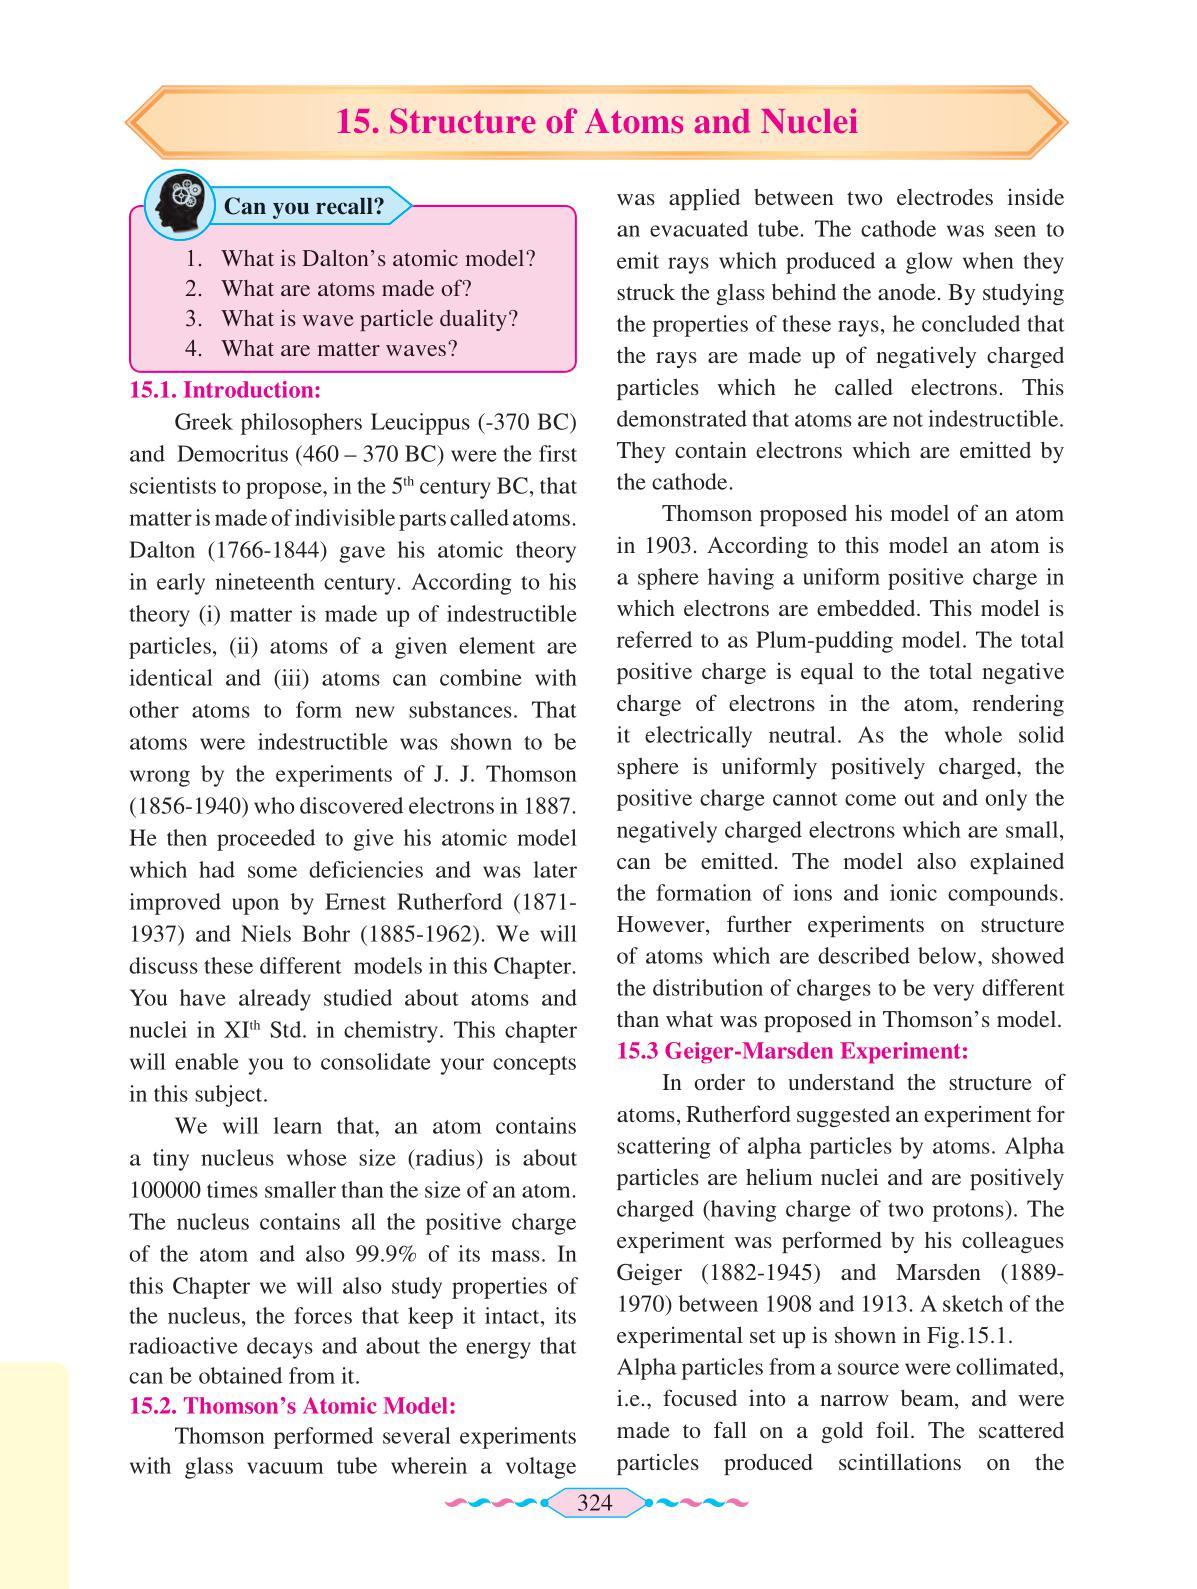 15. Structure of Atoms and Nuclei
Can you recall?
1. What is Dalton’s atomic model?
2. What are atoms made of?
3. What is wave particle duality?
4. What are matter waves?
15.1. Introduction:
Greek philosophers Leucippus (-370 BC)
and Democritus (460 – 370 BC) were the first
scientists to propose, in the 5th century BC, that
matter is made of indivisible parts called atoms.
Dalton (1766-1844) gave his atomic theory
in early nineteenth century. According to his
theory (i) matter is made up of indestructible
particles, (ii) atoms of a given element are
identical and (iii) atoms can combine with
other atoms to form new substances. That
atoms were indestructible was shown to be
wrong by the experiments of J. J. Thomson
(1856-1940) who discovered electrons in 1887.
He then proceeded to give his atomic model
which had some deficiencies and was later
improved upon by Ernest Rutherford (1871-
1937) and Niels Bohr (1885-1962). We will
discuss these different models in this Chapter.
You have already studied about atoms and
nuclei in XIth Std. in chemistry. This chapter
will enable you to consolidate your concepts
in this subject.
We will learn that, an atom contains
a tiny nucleus whose size (radius) is about
100000 times smaller than the size of an atom.
The nucleus contains all the positive charge
of the atom and also 99.9% of its mass. In
this Chapter we will also study properties of
the nucleus, the forces that keep it intact, its
radioactive decays and about the energy that
can be obtained from it.
15.2. Thomson’s Atomic Model:
Thomson performed several experiments
with glass vacuum tube wherein a voltage
was applied between two electrodes inside
an evacuated tube. The cathode was seen to
emit rays which produced a glow when they
struck the glass behind the anode. By studying
the properties of these rays, he concluded that
the rays are made up of negatively charged
particles which he called electrons. This
demonstrated that atoms are not indestructible.
They contain electrons which are emitted by
the cathode.
Thomson proposed his model of an atom
in 1903. According to this model an atom is
a sphere having a uniform positive charge in
which electrons are embedded. This model is
referred to as Plum-pudding model. The total
positive charge is equal to the total negative
charge of electrons in the atom, rendering
it electrically neutral. As the whole solid
sphere is uniformly positively charged, the
positive charge cannot come out and only the
negatively charged electrons which are small,
can be emitted. The model also explained
the formation of ions and ionic compounds.
However, further experiments on structure
of atoms which are described below, showed
the distribution of charges to be very different
than what was proposed in Thomson’s model.
15.3 Geiger-Marsden Experiment:
In order to understand the structure of
atoms, Rutherford suggested an experiment for
scattering of alpha particles by atoms. Alpha
particles are helium nuclei and are positively
charged (having charge of two protons). The
experiment was performed by his colleagues
Geiger (1882-1945) and Marsden (1889-
1970) between 1908 and 1913. A sketch of the
experimental set up is shown in Fig.15.1.
Alpha particles from a source were collimated,
i.e., focused into a narrow beam, and were
made to fall on a gold foil. The scattered
particles produced scintillations on the
324